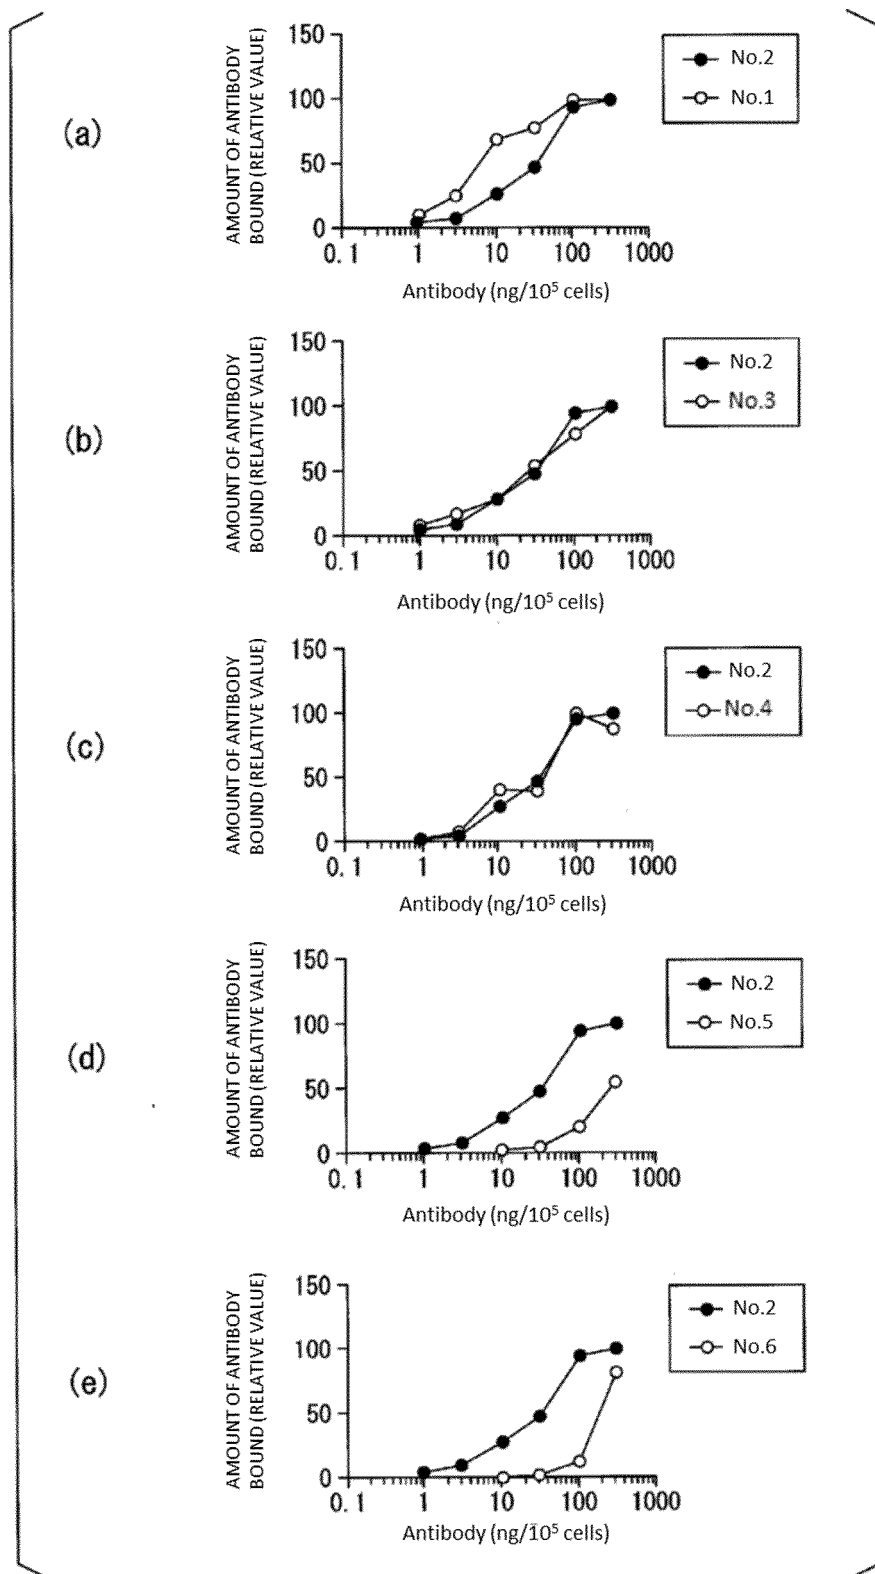 (a)
AMOUNT OF ANTIBODY
BOUND (RELATIVE VALUE)
150
100
50
0
0.1 1 10 100 1000
Antibody (ng/10⁵ cells)
No.2
No.1
(b)
AMOUNT OF ANTIBODY
BOUND (RELATIVE VALUE)
150
100
50
0
0.1 1 10 100 1000
Antibody (ng/10⁵ cells)
No.2
No.3
(c)
AMOUNT OF ANTIBODY
BOUND (RELATIVE VALUE)
150
100
50
0
0.1 1 10 100 1000
Antibody (ng/10⁵ cells)
No.2
No.4
(d)
AMOUNT OF ANTIBODY
BOUND (RELATIVE VALUE)
150
100
50
0
0.1 1 10 100 1000
Antibody (ng/10⁵ cells)
No.2
No.5
(e)
AMOUNT OF ANTIBODY
BOUND (RELATIVE VALUE)
150
100
50
0
0.1 1 10 100 1000
Antibody (ng/10⁵ cells)
No.2
No.6